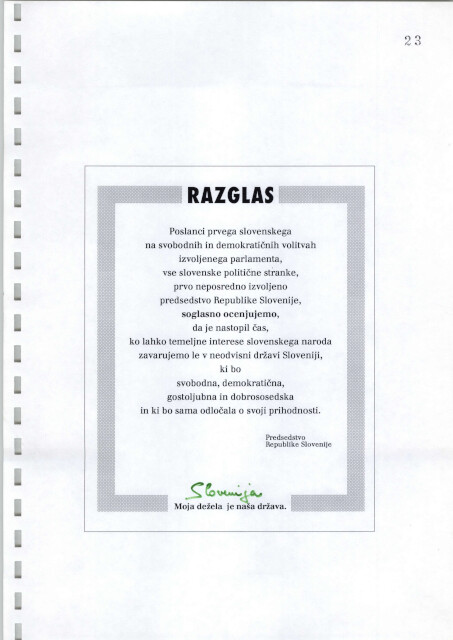 23
RAZGLAS
Poslanci prvega slovenskega
na svobodnih in demokratičnih volitvah
izvoljenega parlamenta,
vse slovenske politične stranke,
prvo neposredno izvoljeno
predsedstvo Republike Slovenije,
soglasno ocenjujemo,
da je nastopil čas,
ko lahko temeljne interese slovenskega naroda
zavarujemo le v neodvisni državi Sloveniji,
ki bo
svobodna, demokratična,
gostoljubna in dobrososedska
in ki bo sama odločala o svoji prihodnosti.
Predsedstvo
Republike Slovenije
Slovenija
Moja dežela je naša država.